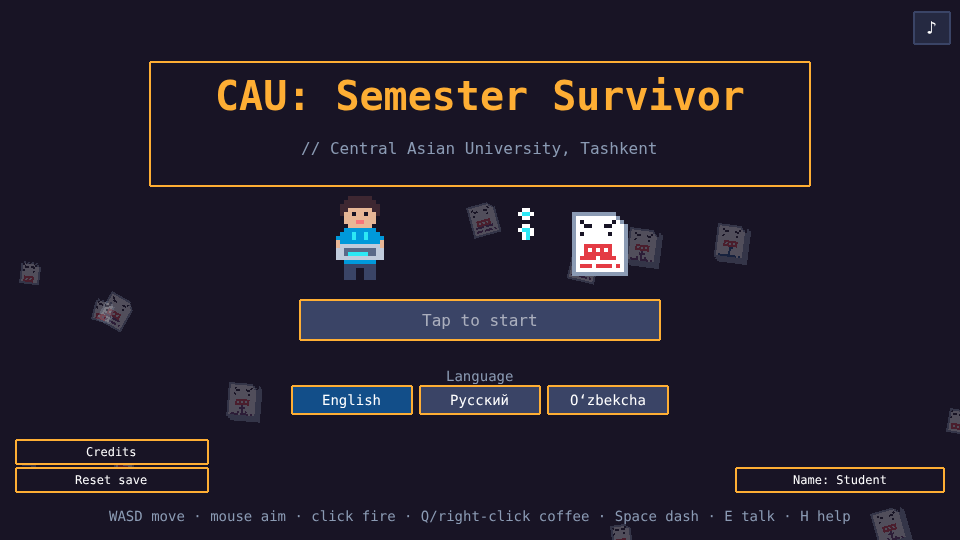 ♪
CAU: Semester Survivor
// Central Asian University, Tashkent
Tap to start
Language
English
Русский
Oʻzbekcha
Credits
Reset save
Name: Student
WASD move · mouse aim · click fire · Q/right-click coffee · Space dash · E talk · H help